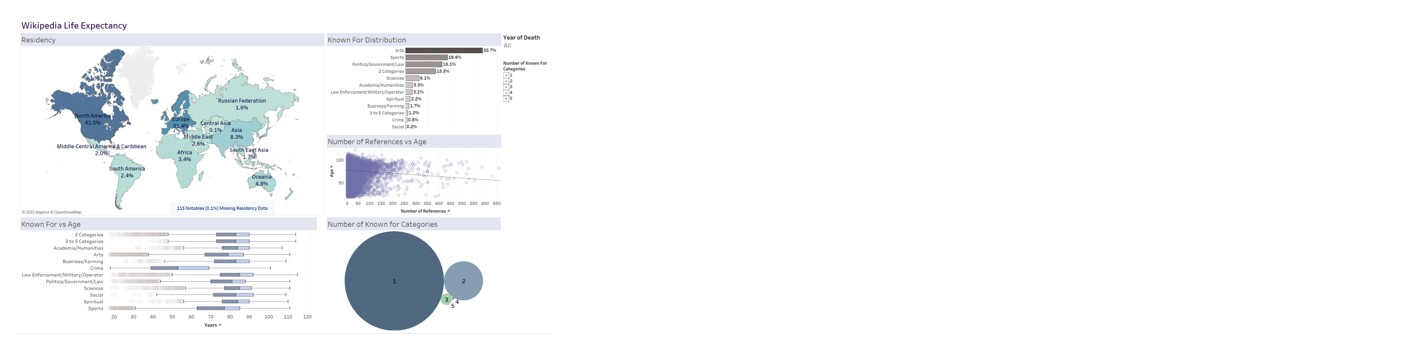 Wikipedia Life Expectancy
Residency
North America
41.5%
Europe
Russian Federation
1.6%
Central Asia
0.1%
Asia
8.3%
Middle East
2.6%
South East Asia
Middle-Central America & Caribbean
2.0%
Africa
3.4%
South America
2.4%
Oceania
4.9%
115 Notables (0.1%) Missing Residency Data
© 2022 Mapbox © OpenStreetMap
Known For Distribution
Arts 33.7%
Sports 18.4%
Politics/Government/Law 16.1%
2 Categories 13.3%
Sciences 6.1%
Academia/Humanities 3.3%
Law Enforcement/Military/Operator 3.1%
Spiritual 2.2%
Business/Farming 1.7%
3 to 5 Categories 1.2%
Crime 0.8%
Social 0.2%
Year of Death
All
Number of Known For
Categories
1
2
3
4
5
Number of References vs Age
Age
100
50
0 50 100 150 200 250 300 350 400 450 500 550 600 650
Number of References
Known For vs Age
2 Categories
3 to 5 Categories
Academia/Humanities
Arts
Business/Farming
Crime
Law Enforcement/Military/Operator
Politics/Government/Law
Sciences
Social
Spiritual
Sports
20 30 40 50 60 70 80 90 100 110 120
Years
Number of Known for Categories
1
2
3
4
5